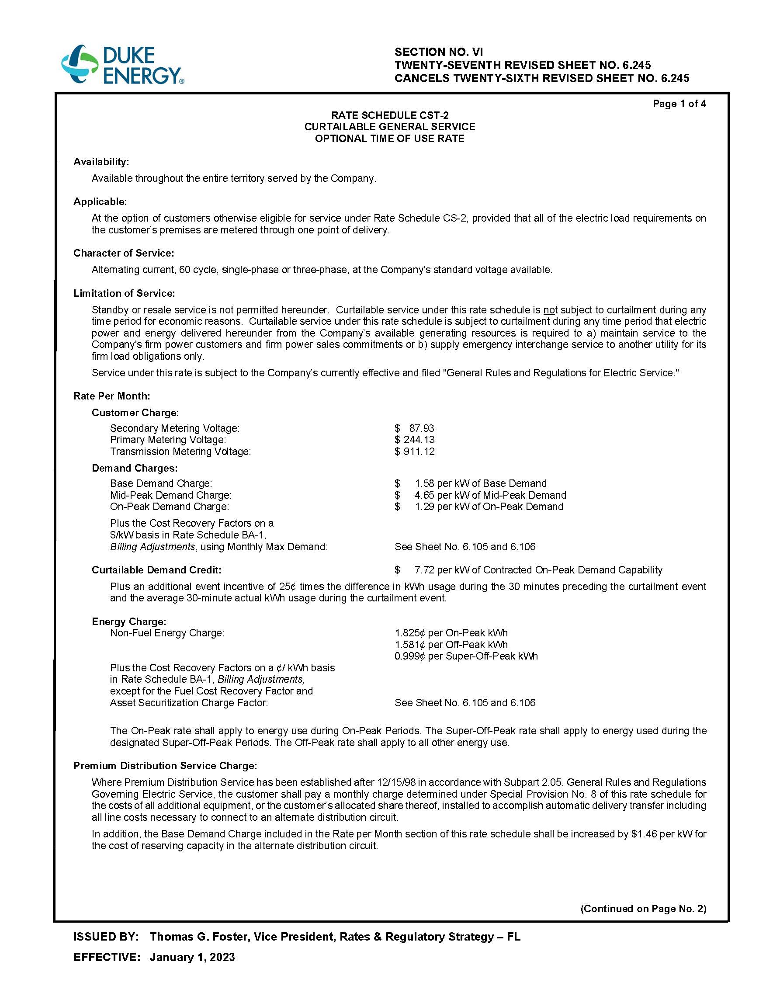 DUKE
ENERGY®
SECTION NO. VI
TWENTY-SEVENTH REVISED SHEET NO. 6.245
CANCELS TWENTY-SIXTH REVISED SHEET NO. 6.245
Page 1 of 4
RATE SCHEDULE CST-2
CURTAILABLE GENERAL SERVICE
OPTIONAL TIME OF USE RATE
Availability:
Available throughout the entire territory served by the Company.
Applicable:
At the option of customers otherwise eligible for service under Rate Schedule CS-2, provided that all of the electric load requirements on
the customer’s premises are metered through one point of delivery.
Character of Service:
Alternating current, 60 cycle, single-phase or three-phase, at the Company's standard voltage available.
Limitation of Service:
Standby or resale service is not permitted hereunder. Curtailable service under this rate schedule is not subject to curtailment during any
time period for economic reasons. Curtailable service under this rate schedule is subject to curtailment during any time period that electric
power and energy delivered hereunder from the Company’s available generating resources is required to a) maintain service to the
Company's firm power customers and firm power sales commitments or b) supply emergency interchange service to another utility for its
firm load obligations only.
Service under this rate is subject to the Company’s currently effective and filed "General Rules and Regulations for Electric Service."
Rate Per Month:
Customer Charge:
Secondary Metering Voltage: $ 87.93
Primary Metering Voltage: $ 244.13
Transmission Metering Voltage: $ 911.12
Demand Charges:
Base Demand Charge: $ 1.58 per kW of Base Demand
Mid-Peak Demand Charge: $ 4.65 per kW of Mid-Peak Demand
On-Peak Demand Charge: $ 1.29 per kW of On-Peak Demand
Plus the Cost Recovery Factors on a
$/kW basis in Rate Schedule BA-1,
Billing Adjustments, using Monthly Max Demand: See Sheet No. 6.105 and 6.106
Curtailable Demand Credit: $ 7.72 per kW of Contracted On-Peak Demand Capability
Plus an additional event incentive of 25¢ times the difference in kWh usage during the 30 minutes preceding the curtailment event
and the average 30-minute actual kWh usage during the curtailment event.
Energy Charge:
Non-Fuel Energy Charge: 1.825¢ per On-Peak kWh
1.581¢ per Off-Peak kWh
0.999¢ per Super-Off-Peak kWh
Plus the Cost Recovery Factors on a ¢/ kWh basis
in Rate Schedule BA-1, Billing Adjustments,
except for the Fuel Cost Recovery Factor and
Asset Securitization Charge Factor: See Sheet No. 6.105 and 6.106
The On-Peak rate shall apply to energy use during On-Peak Periods. The Super-Off-Peak rate shall apply to energy used during the
designated Super-Off-Peak Periods. The Off-Peak rate shall apply to all other energy use.
Premium Distribution Service Charge:
Where Premium Distribution Service has been established after 12/15/98 in accordance with Subpart 2.05, General Rules and Regulations
Governing Electric Service, the customer shall pay a monthly charge determined under Special Provision No. 8 of this rate schedule for
the costs of all additional equipment, or the customer’s allocated share thereof, installed to accomplish automatic delivery transfer including
all line costs necessary to connect to an alternate distribution circuit.
In addition, the Base Demand Charge included in the Rate per Month section of this rate schedule shall be increased by $1.46 per kW for
the cost of reserving capacity in the alternate distribution circuit.
(Continued on Page No. 2)
ISSUED BY: Thomas G. Foster, Vice President, Rates & Regulatory Strategy – FL
EFFECTIVE: January 1, 2023